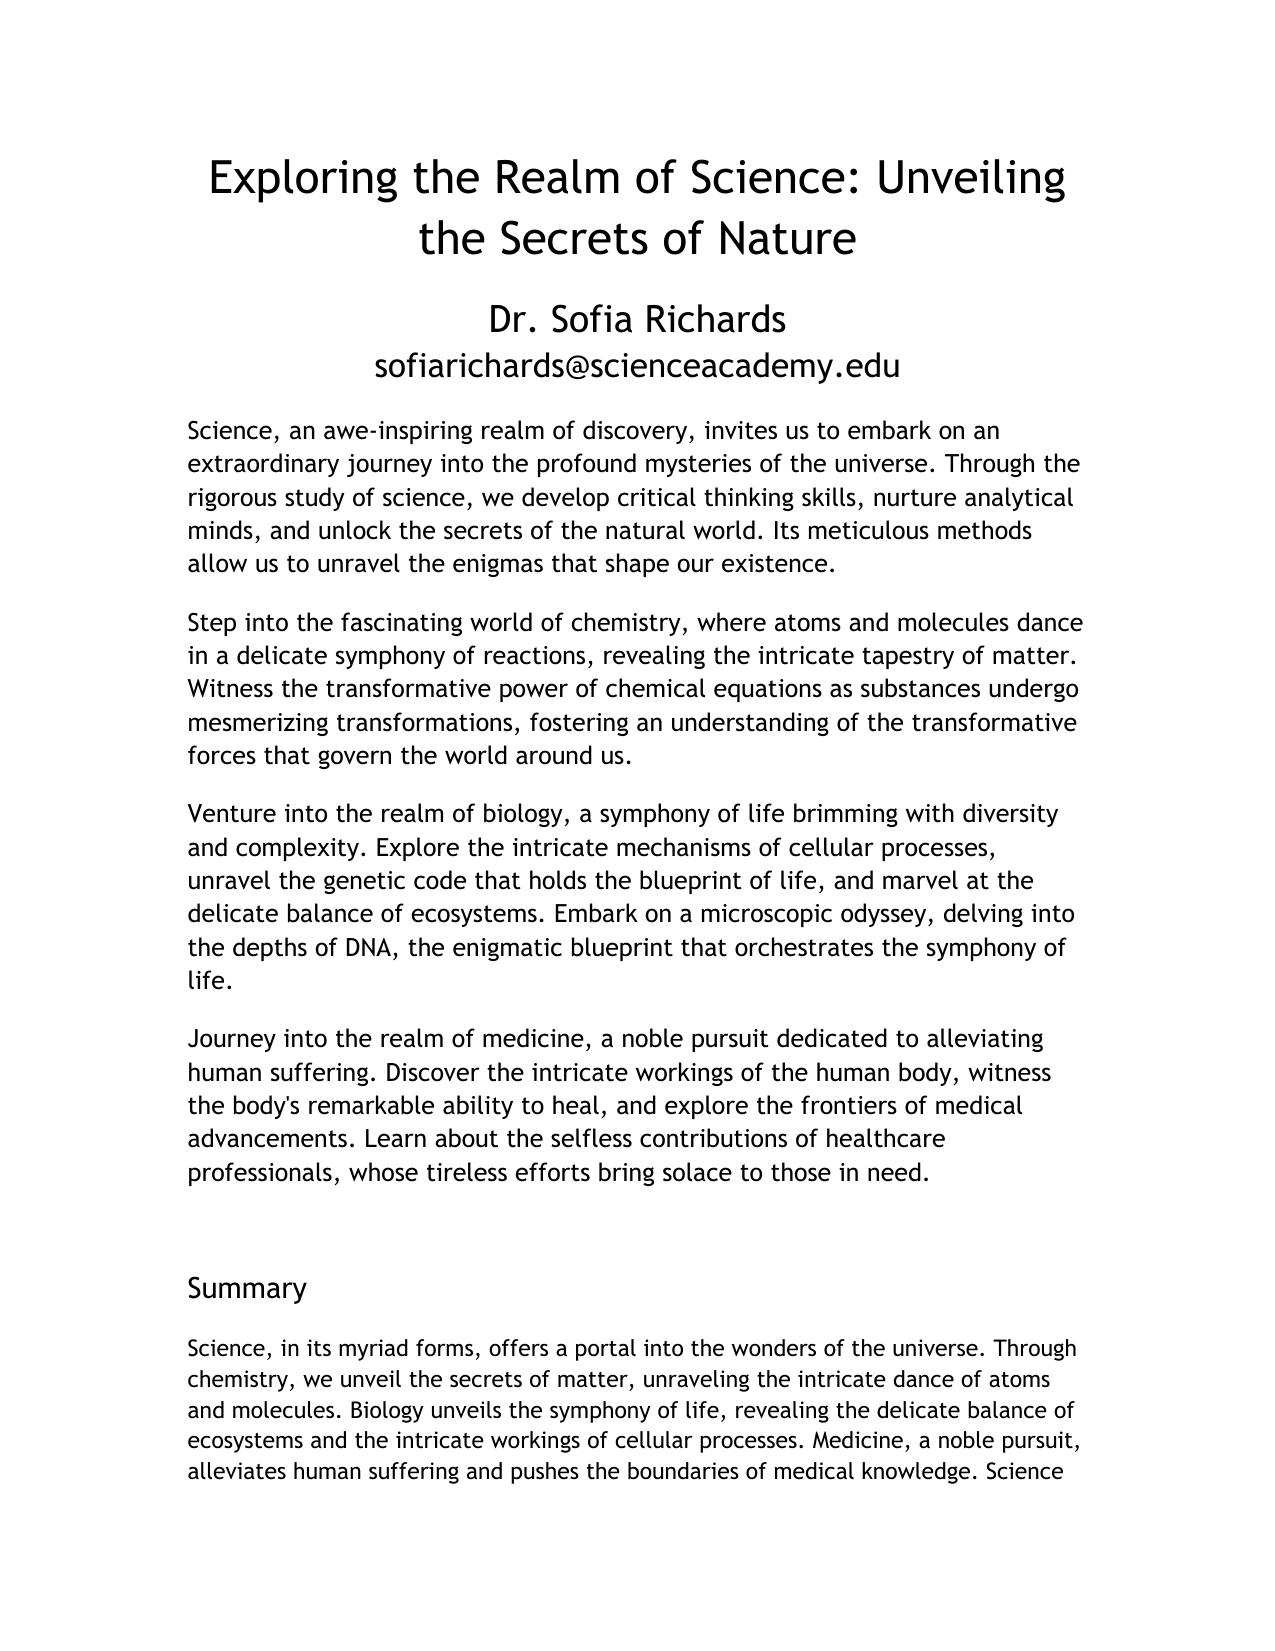 Exploring the Realm of Science: Unveiling
the Secrets of Nature
Dr. Sofia Richards
sofiarichards@scienceacademy.edu
Science, an awe-inspiring realm of discovery, invites us to embark on an
extraordinary journey into the profound mysteries of the universe. Through the
rigorous study of science, we develop critical thinking skills, nurture analytical
minds, and unlock the secrets of the natural world. Its meticulous methods
allow us to unravel the enigmas that shape our existence.
Step into the fascinating world of chemistry, where atoms and molecules dance
in a delicate symphony of reactions, revealing the intricate tapestry of matter.
Witness the transformative power of chemical equations as substances undergo
mesmerizing transformations, fostering an understanding of the transformative
forces that govern the world around us.
Venture into the realm of biology, a symphony of life brimming with diversity
and complexity. Explore the intricate mechanisms of cellular processes,
unravel the genetic code that holds the blueprint of life, and marvel at the
delicate balance of ecosystems. Embark on a microscopic odyssey, delving into
the depths of DNA, the enigmatic blueprint that orchestrates the symphony of
life.
Journey into the realm of medicine, a noble pursuit dedicated to alleviating
human suffering. Discover the intricate workings of the human body, witness
the body's remarkable ability to heal, and explore the frontiers of medical
advancements. Learn about the selfless contributions of healthcare
professionals, whose tireless efforts bring solace to those in need.
Summary
Science, in its myriad forms, offers a portal into the wonders of the universe. Through
chemistry, we unveil the secrets of matter, unraveling the intricate dance of atoms
and molecules. Biology unveils the symphony of life, revealing the delicate balance of
ecosystems and the intricate workings of cellular processes. Medicine, a noble pursuit,
alleviates human suffering and pushes the boundaries of medical knowledge. Science